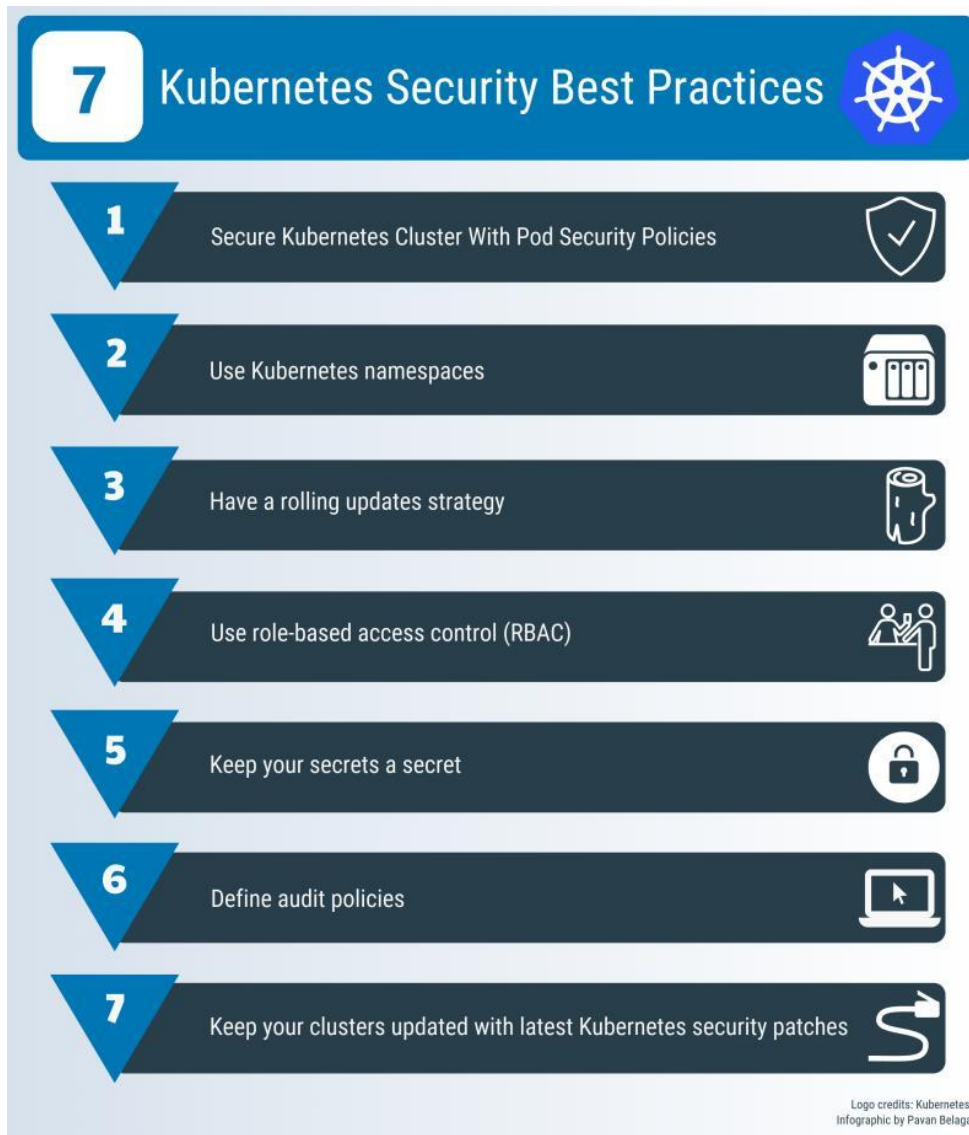 7
Kubernetes Security Best Practices
1
Secure Kubernetes Cluster With Pod Security Policies
2
Use Kubernetes namespaces
3
Have a rolling updates strategy
4
Use role-based access control (RBAC)
5
Keep your secrets a secret
6
Define audit policies
7
Keep your clusters updated with latest Kubernetes security patches
Logo credits: Kubernetes
Infographic by Pavan Belaga